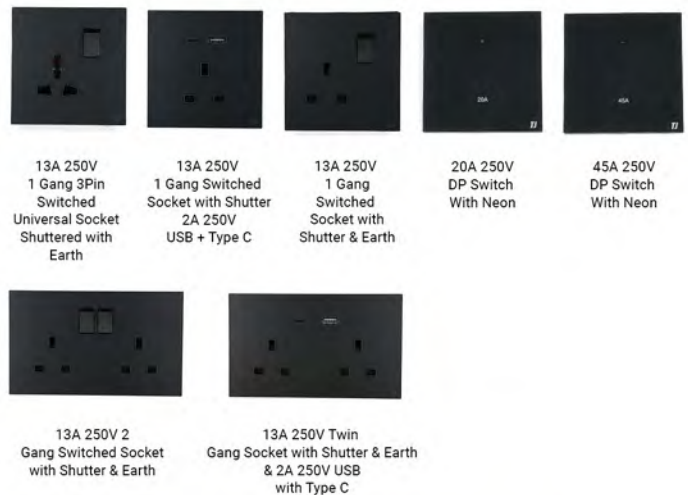 20A
TJ
45A
TJ
13A 250V
1 Gang 3Pin
Switched
Universal Socket
Shuttered with
Earth
13A 250V
1 Gang Switched
Socket with Shutter
2A 250V
USB + Type C
13A 250V
1 Gang
Switched
Socket with
Shutter & Earth
20A 250V
DP Switch
With Neon
45A 250V
DP Switch
With Neon
13A 250V 2
Gang Switched Socket
with Shutter & Earth
13A 250V Twin
Gang Socket with Shutter & Earth
& 2A 250V USB
with Type C